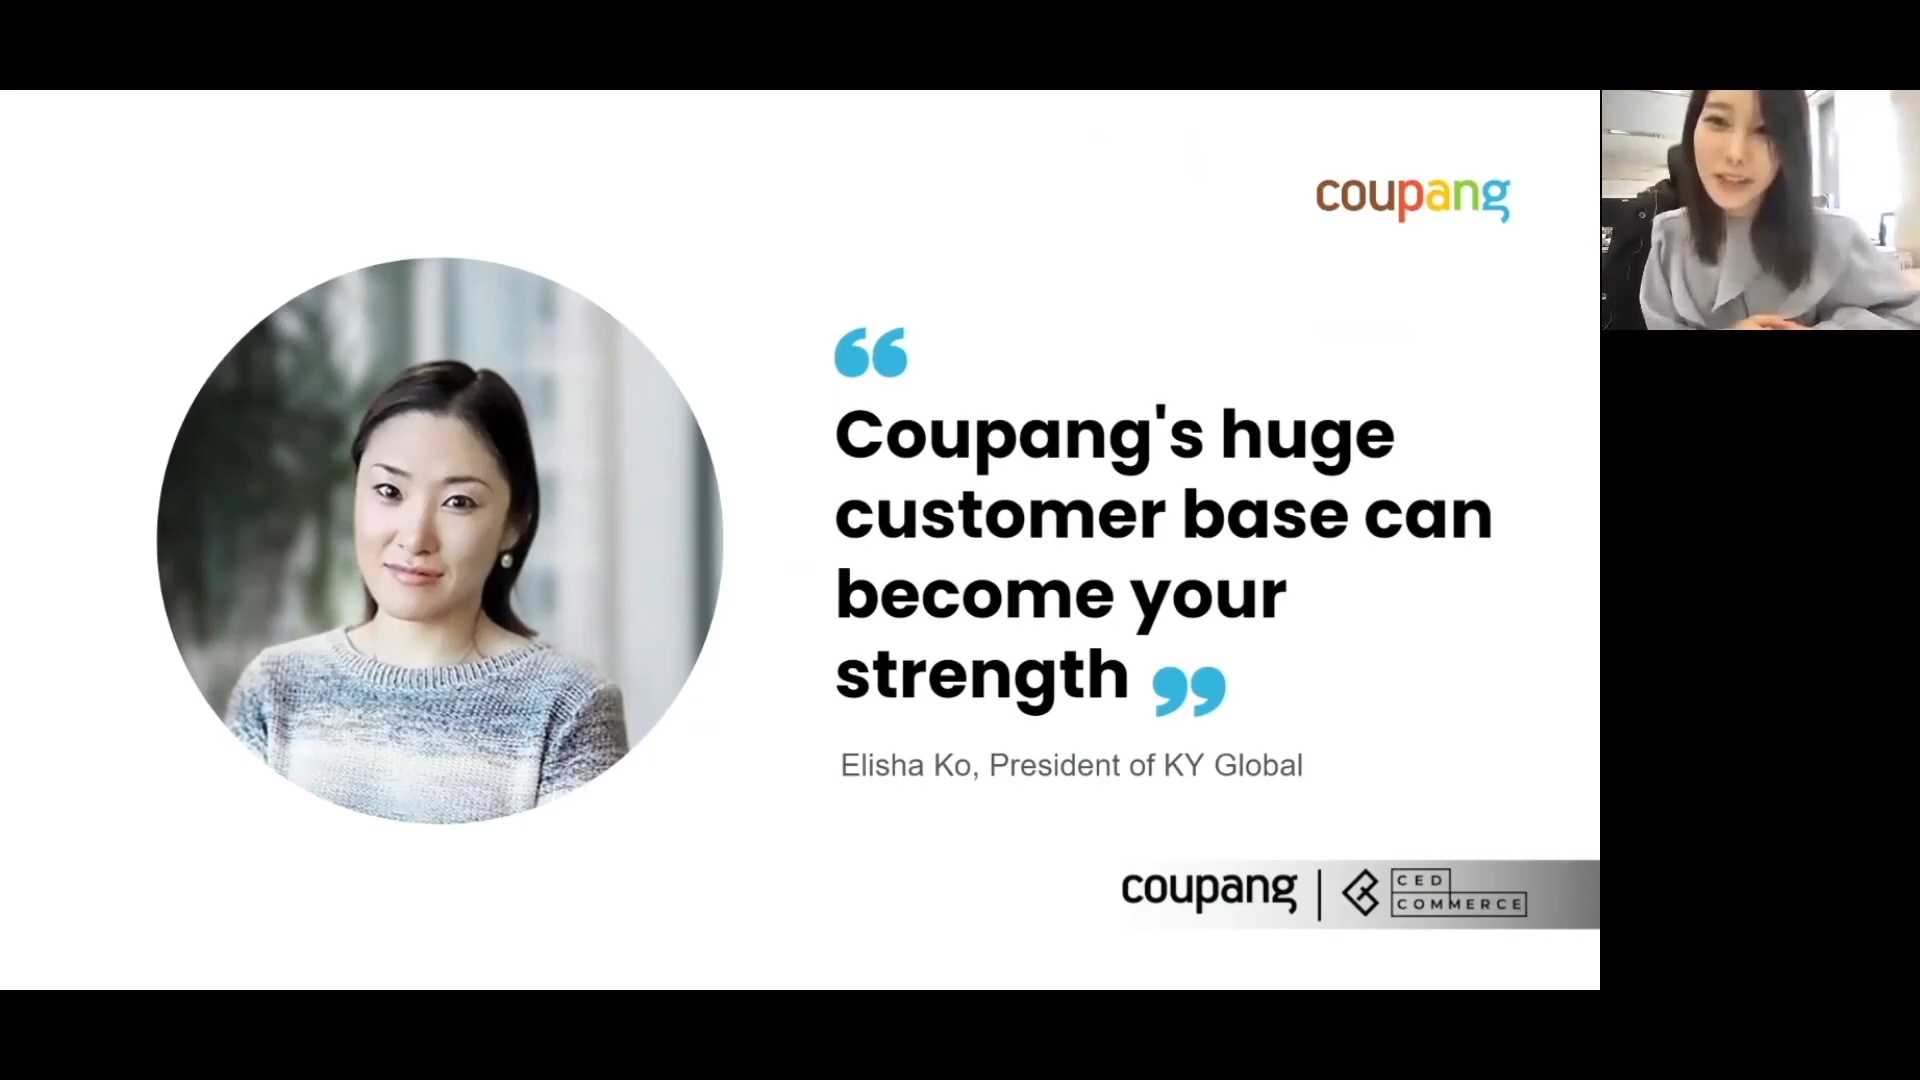 coupang
“
Coupang's huge
customer base can
become your
strength ”
Elisha Ko, President of KY Global
coupang | CED
COMMERCE